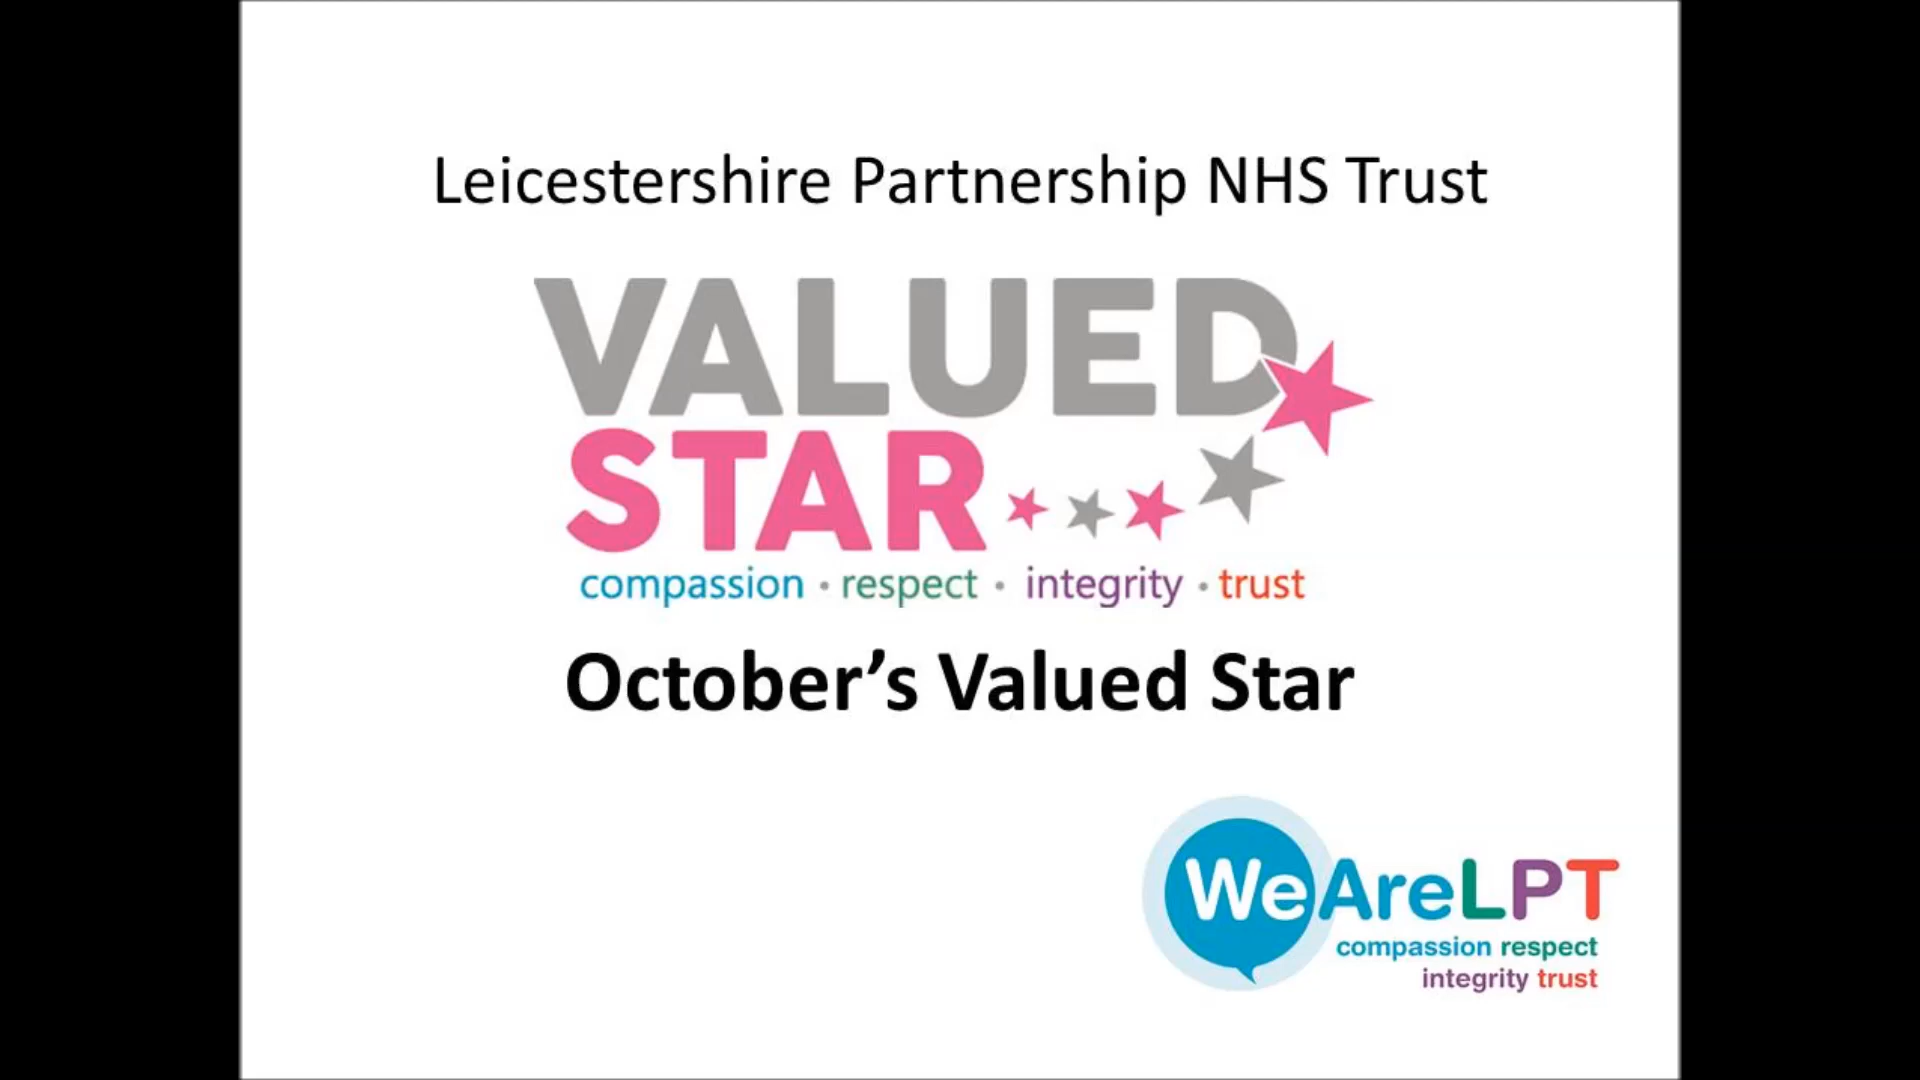 Leicestershire Partnership NHS Trust
VALUED
STAR
compassion · respect · integrity · trust
October’s Valued Star
WeAreLPT
compassion respect
integrity trust